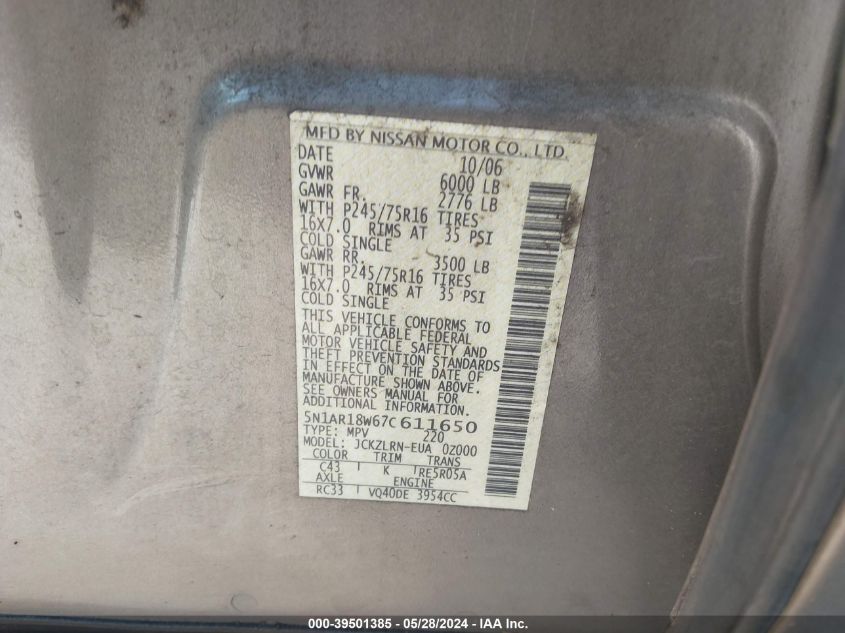 MFD BY NISSAN MOTOR CO., LTD.
DATE 10/06
GVWR 6000 LB
GAWR FR. 2776 LB
WITH P245/75R16 TIRES
16X7.0 RIMS AT 35 PSI
COLD SINGLE
GAWR RR. 3500 LB
WITH P245/75R16 TIRES
16X7.0 RIMS AT 35 PSI
COLD SINGLE
THIS VEHICLE CONFORMS TO
ALL APPLICABLE FEDERAL
MOTOR VEHICLE SAFETY AND
THEFT PREVENTION STANDARDS
IN EFFECT ON THE DATE OF
MANUFACTURE SHOWN ABOVE.
SEE OWNERS MANUAL FOR
ADDITIONAL INFORMATION.
5N1AR18W67C611650
TYPE: MPV 220
MODEL: JCKZLRN-EUA 0Z000
COLOR TRIM TRANS
C43 K RE5R05A
AXLE ENGINE
RC33 VQ40DE 3954CC
000-39501385 - 05/28/2024 - IAA Inc.